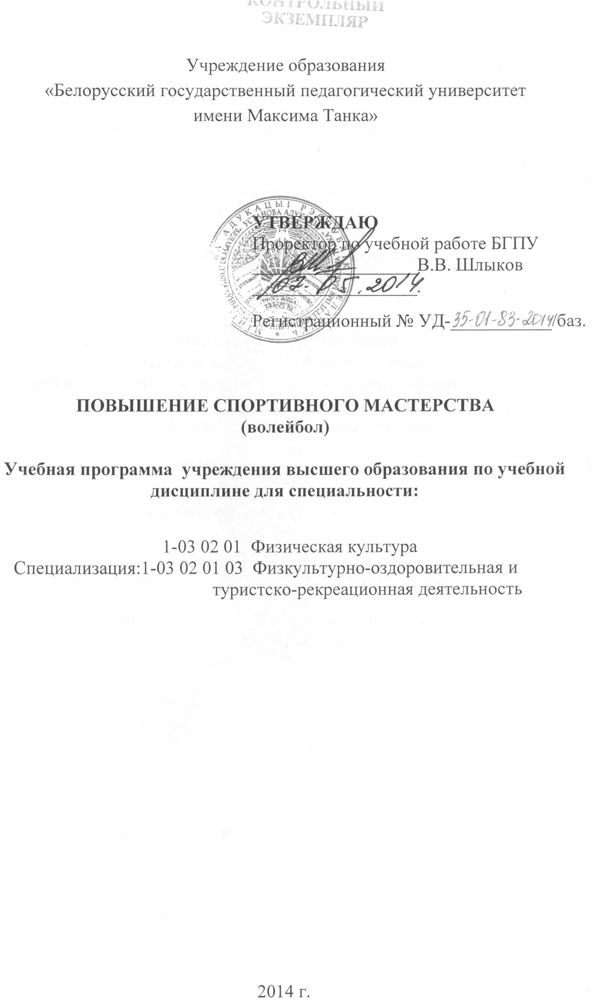 КОНТРОЛЬНЫЙ
ЭКЗЕМПЛЯР
Учреждение образования
«Белорусский государственный педагогический университет
имени Максима Танка»
УТВЕРЖДАЮ
Проректор по учебной работе БГПУ
В.В. Шлыков
02.05.2014.
Регистрационный № УД-35-01-83-2014/баз.
ПОВЫШЕНИЕ СПОРТИВНОГО МАСТЕРСТВА
(волейбол)
Учебная программа учреждения высшего образования по учебной
дисциплине для специальности:
1-03 02 01 Физическая культура
Специализация:1-03 02 01 03 Физкультурно-оздоровительная и
туристско-рекреационная деятельность
2014 г.